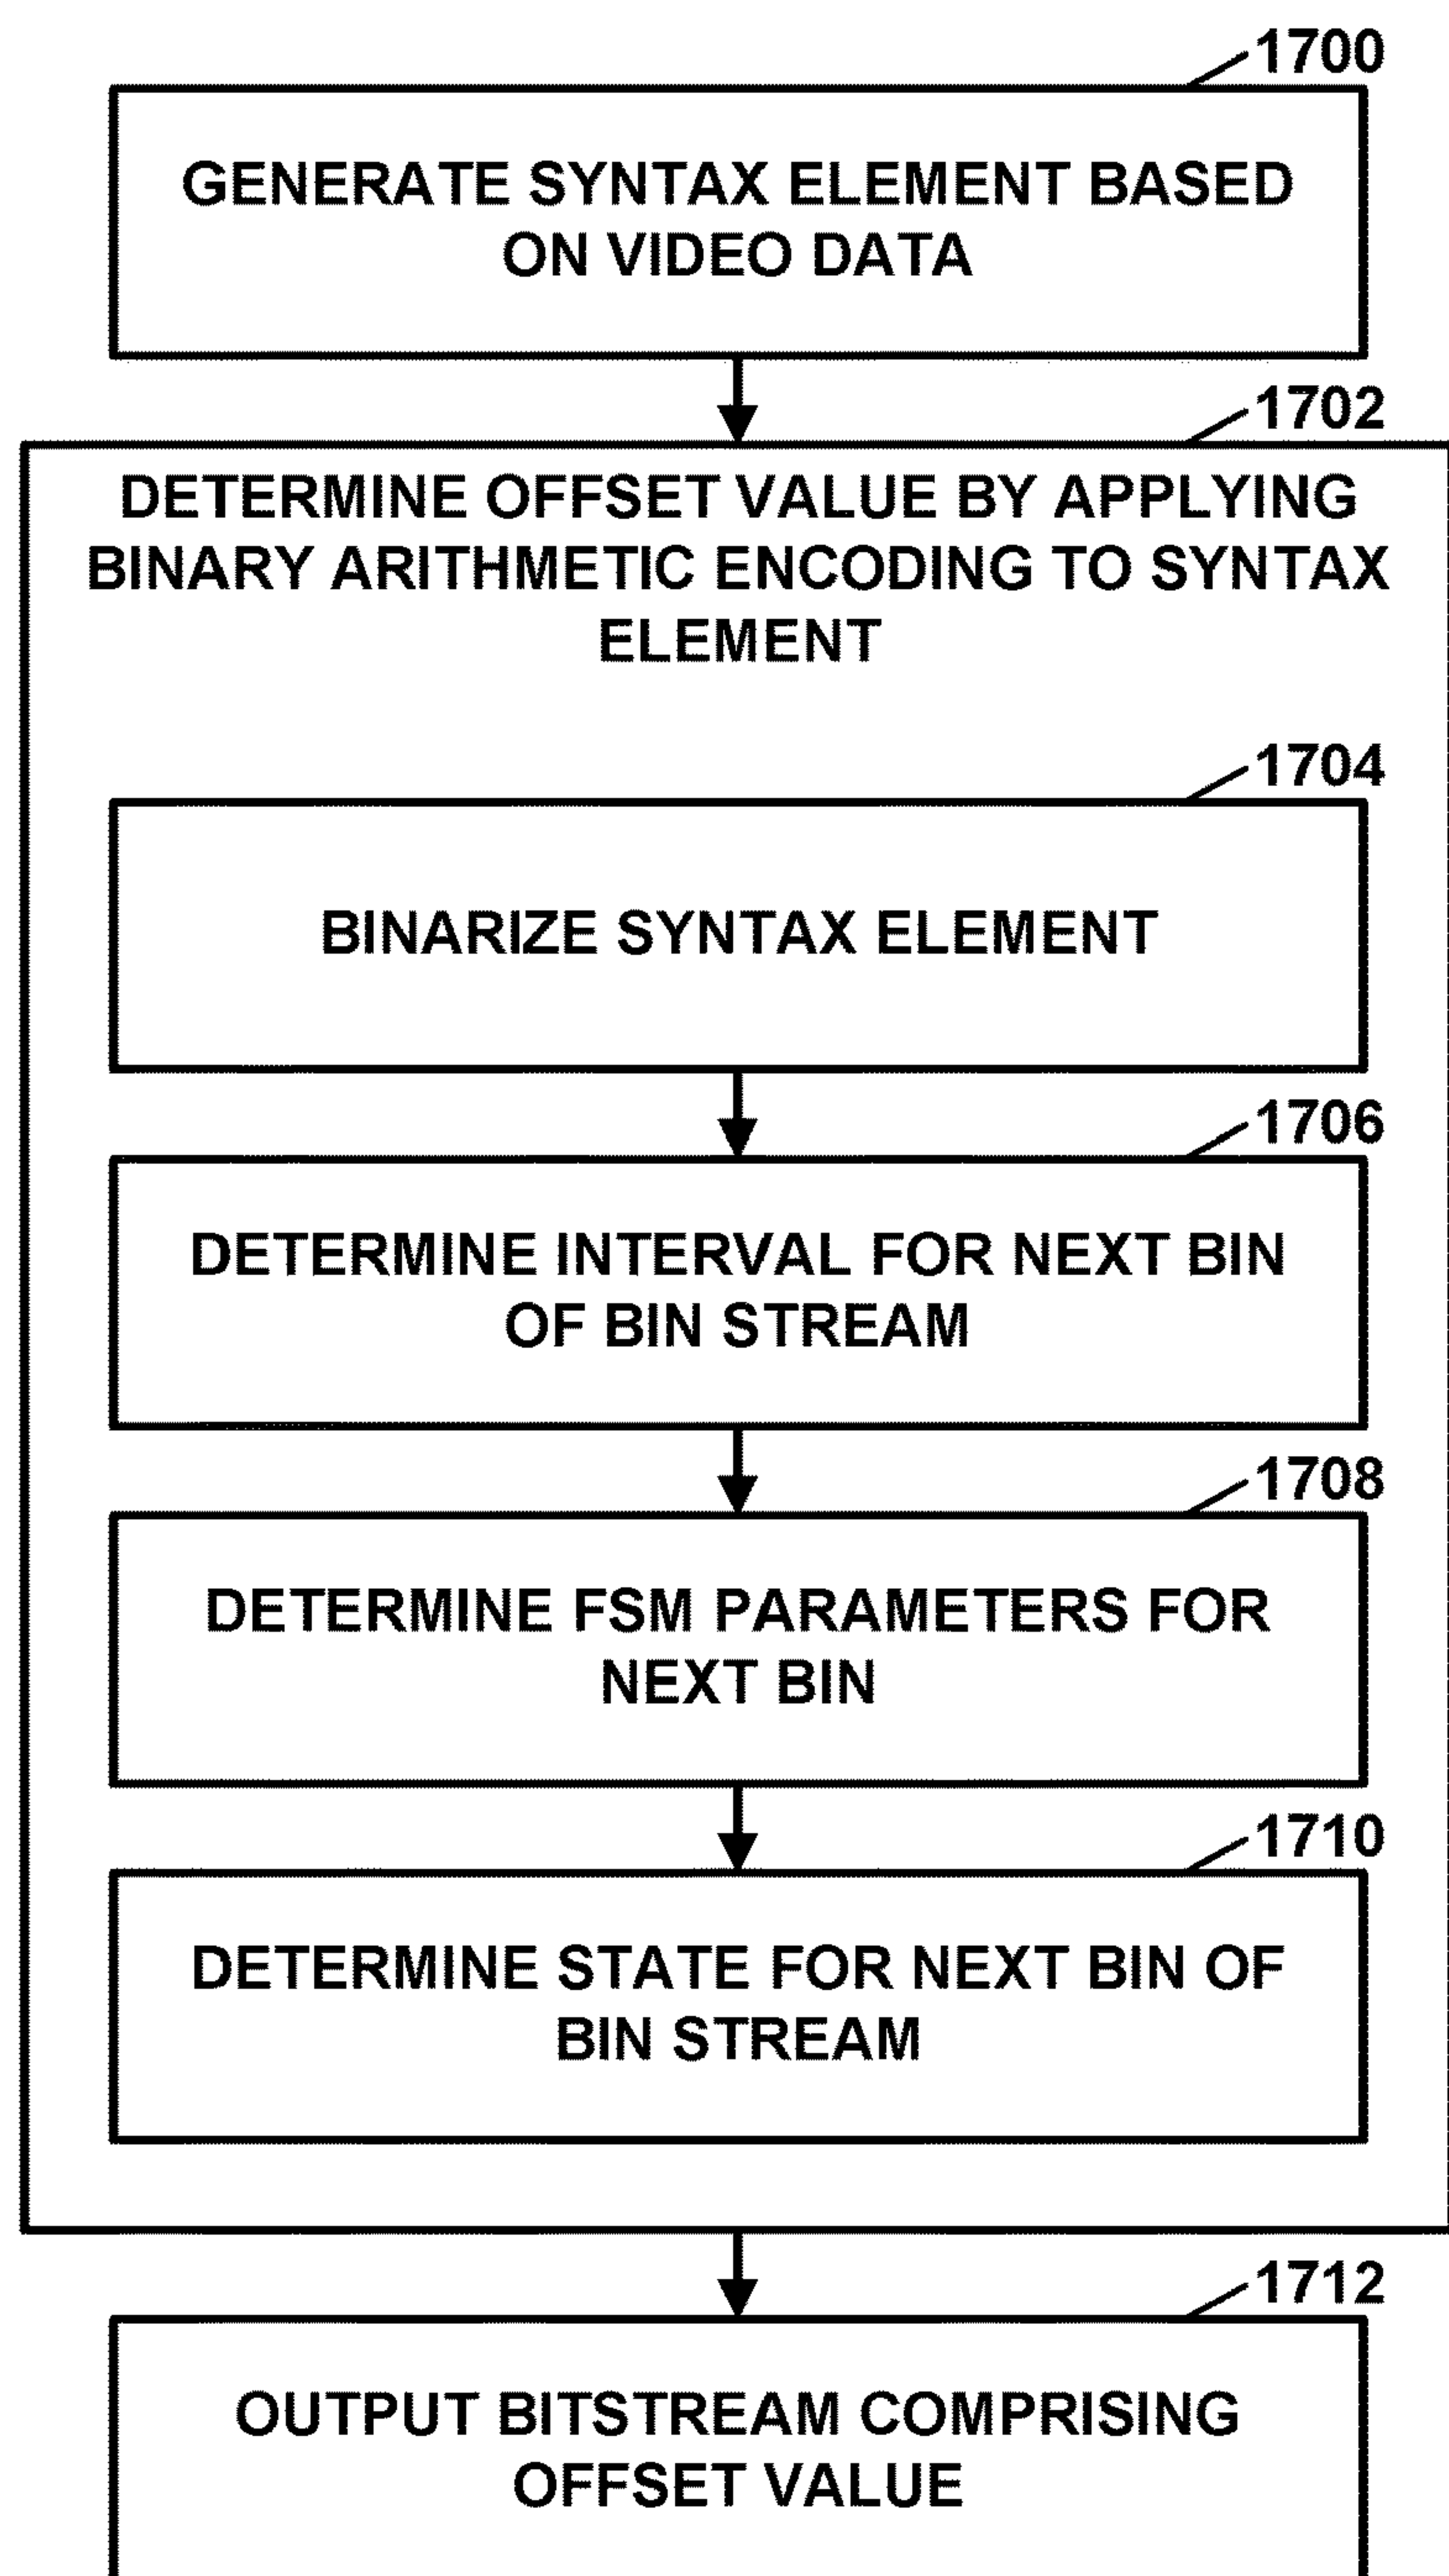 1700
GENERATE SYNTAX ELEMENT BASED
ON VIDEO DATA
1702
DETERMINE OFFSET VALUE BY APPLYING
BINARY ARITHMETIC ENCODING TO SYNTAX
ELEMENT
1704
BINARIZE SYNTAX ELEMENT
1706
DETERMINE INTERVAL FOR NEXT BIN
OF BIN STREAM
1708
DETERMINE FSM PARAMETERS FOR
NEXT BIN
1710
DETERMINE STATE FOR NEXT BIN OF
BIN STREAM
1712
OUTPUT BITSTREAM COMPRISING
OFFSET VALUE